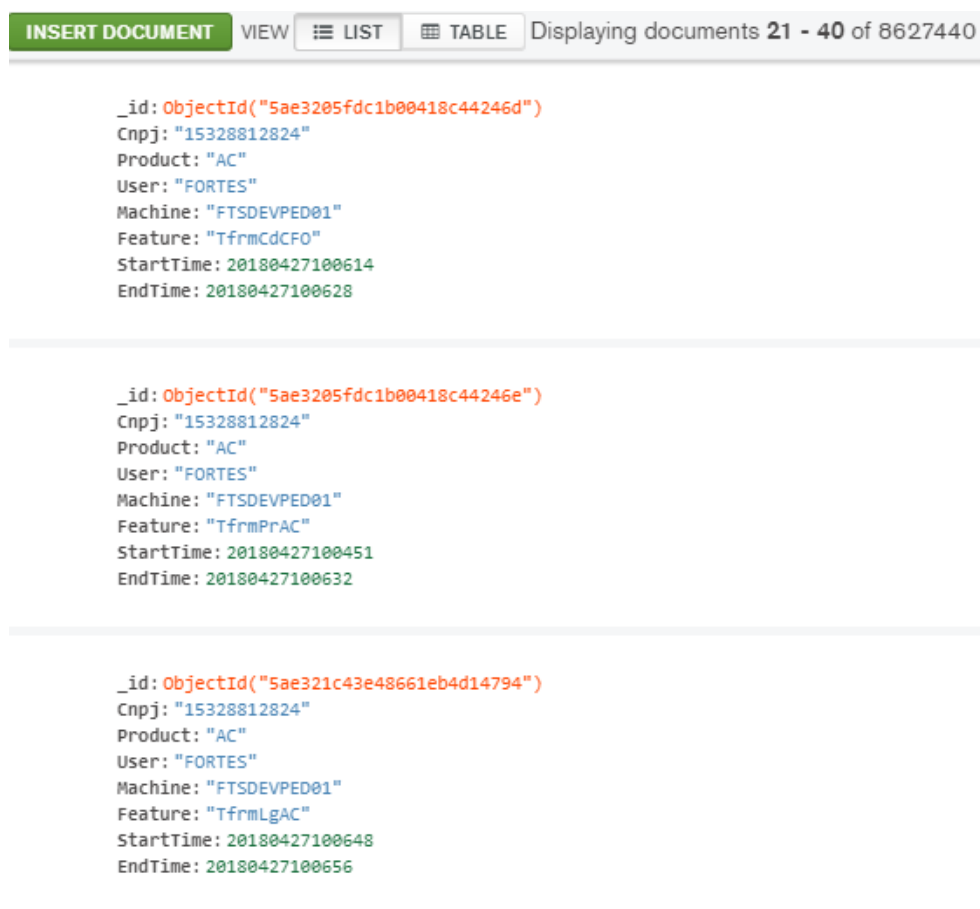 INSERT DOCUMENT VIEW LIST TABLE Displaying documents 21 - 40 of 8627440
_id: ObjectId("5ae3205fdc1b00418c44246d")
Cnpj: "15328812824"
Product: "AC"
User: "FORTES"
Machine: "FTSDEVPED01"
Feature: "TfrmCdCFO"
StartTime: 20180427100614
EndTime: 20180427100628
_id: ObjectId("5ae3205fdc1b00418c44246e")
Cnpj: "15328812824"
Product: "AC"
User: "FORTES"
Machine: "FTSDEVPED01"
Feature: "TfrmPrAC"
StartTime: 20180427100451
EndTime: 20180427100632
_id: ObjectId("5ae321c43e48661eb4d14794")
Cnpj: "15328812824"
Product: "AC"
User: "FORTES"
Machine: "FTSDEVPED01"
Feature: "TfrmLgAC"
StartTime: 20180427100648
EndTime: 20180427100656